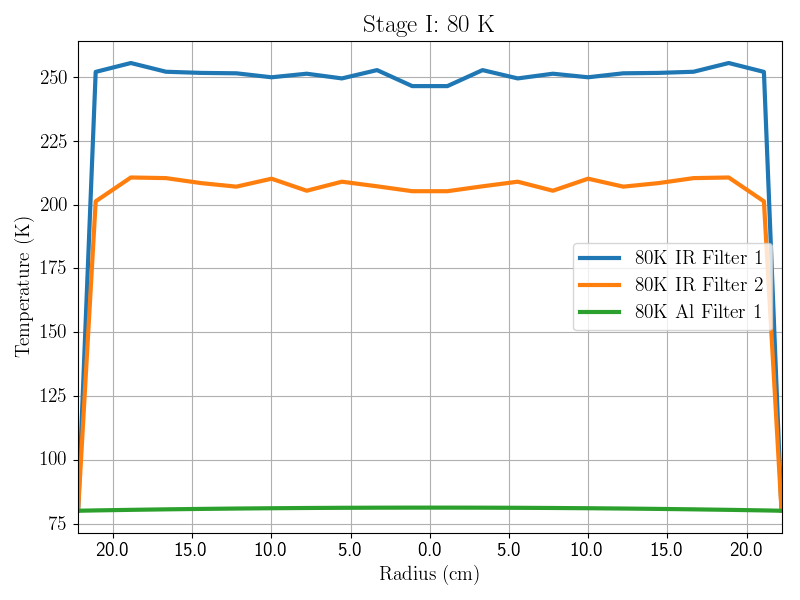 Stage I: 80 K
Temperature (K)
250
225
200
175
150
125
100
75
80K IR Filter 1
80K IR Filter 2
80K Al Filter 1
20.0 15.0 10.0 5.0 0.0 5.0 10.0 15.0 20.0
Radius (cm)